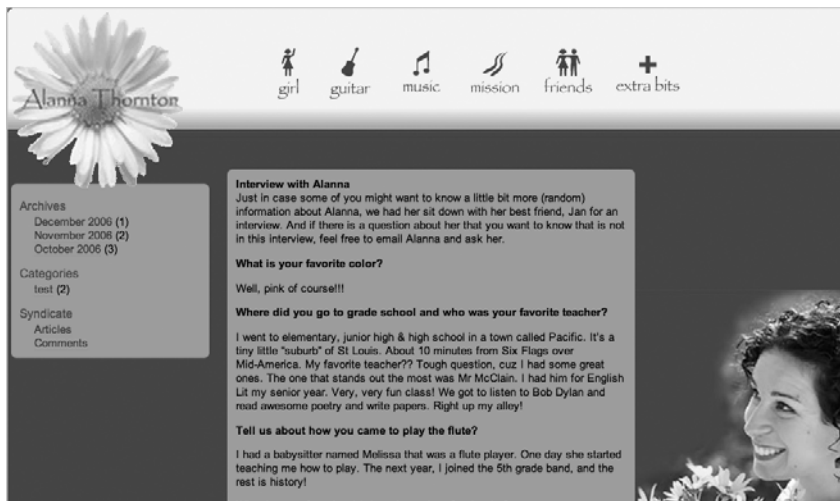 Alanna Thornton
girl guitar music mission friends extra bits
Archives
December 2006 (1)
November 2006 (2)
October 2006 (3)
Categories
test (2)
Syndicate
Articles
Comments
Interview with Alanna
Just in case some of you might want to know a little bit more (random)
information about Alanna, we had her sit down with her best friend, Jan for an
interview. And if there is a question about her that you want to know that is not
in this interview, feel free to email Alanna and ask her.
What is your favorite color?
Well, pink of course!!!
Where did you go to grade school and who was your favorite teacher?
I went to elementary, junior high & high school in a town called Pacific. It's a
tiny little "suburb" of St Louis. About 10 minutes from Six Flags over
Mid-America. My favorite teacher?? Tough question, cuz I had some great
ones. The one that stands out the most was Mr McClain. I had him for English
Lit my senior year. Very, very fun class! We got to listen to Bob Dylan and
read awesome poetry and write papers. Right up my alley!
Tell us about how you came to play the flute?
I had a babysitter named Melissa that was a flute player. One day she started
teaching me how to play. The next year, I joined the 5th grade band, and the
rest is history!